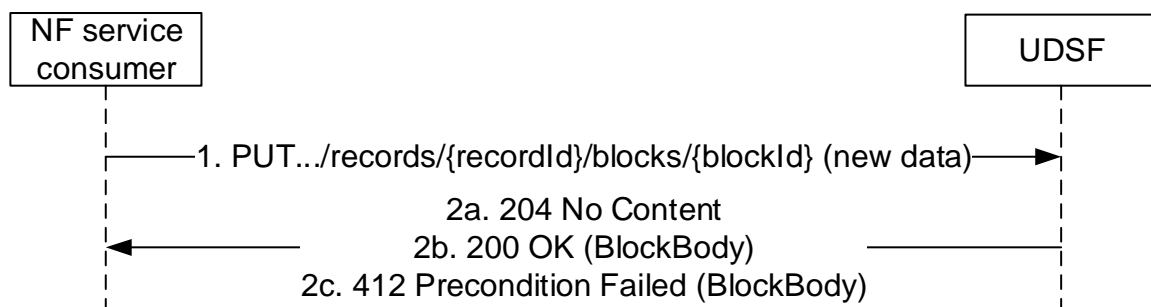 NF service
consumer
UDSF
1. PUT.../records/{recordId}/blocks/{blockId} (new data)
2a. 204 No Content
2b. 200 OK (BlockBody)
2c. 412 Precondition Failed (BlockBody)